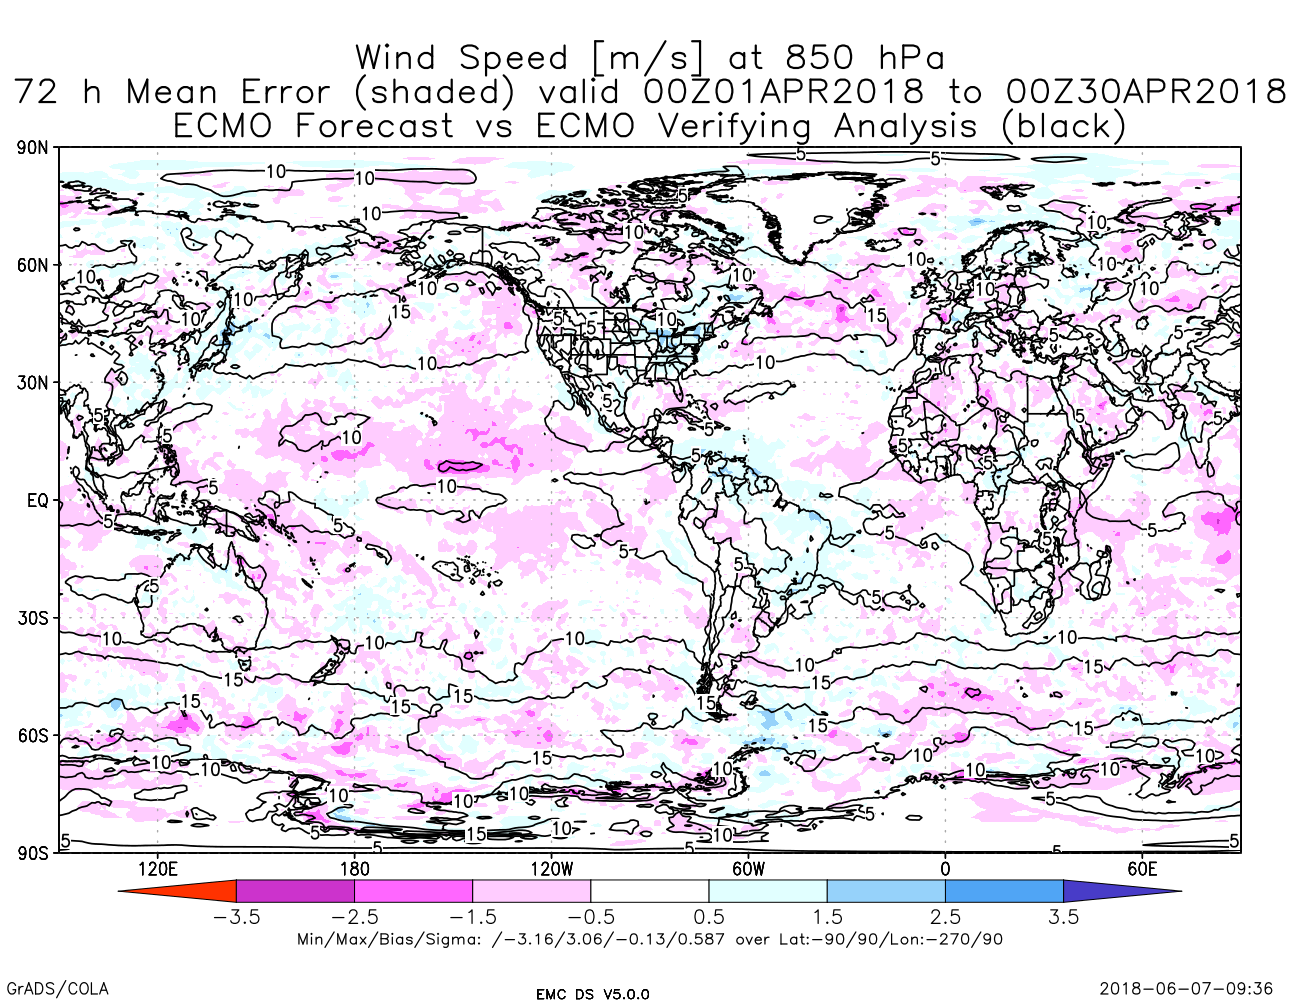 Wind Speed [m/s] at 850 hPa
72 h Mean Error (shaded) valid 00Z01APR2018 to 00Z30APR2018
ECMO Forecast vs ECMO Verifying Analysis (black)
90N
60N
30N
EQ
30S
60S
90S
120E 180 120W 60W 0 60E
-3.5 -2.5 -1.5 -0.5 0.5 1.5 2.5 3.5
Min/Max/Bias/Sigma: /-3.16/3.06/-0.13/0.587 over Lat:-90/90/Lon:-270/90
GrADS/COLA
EMC DS V5.0.0
2018-06-07-09:36